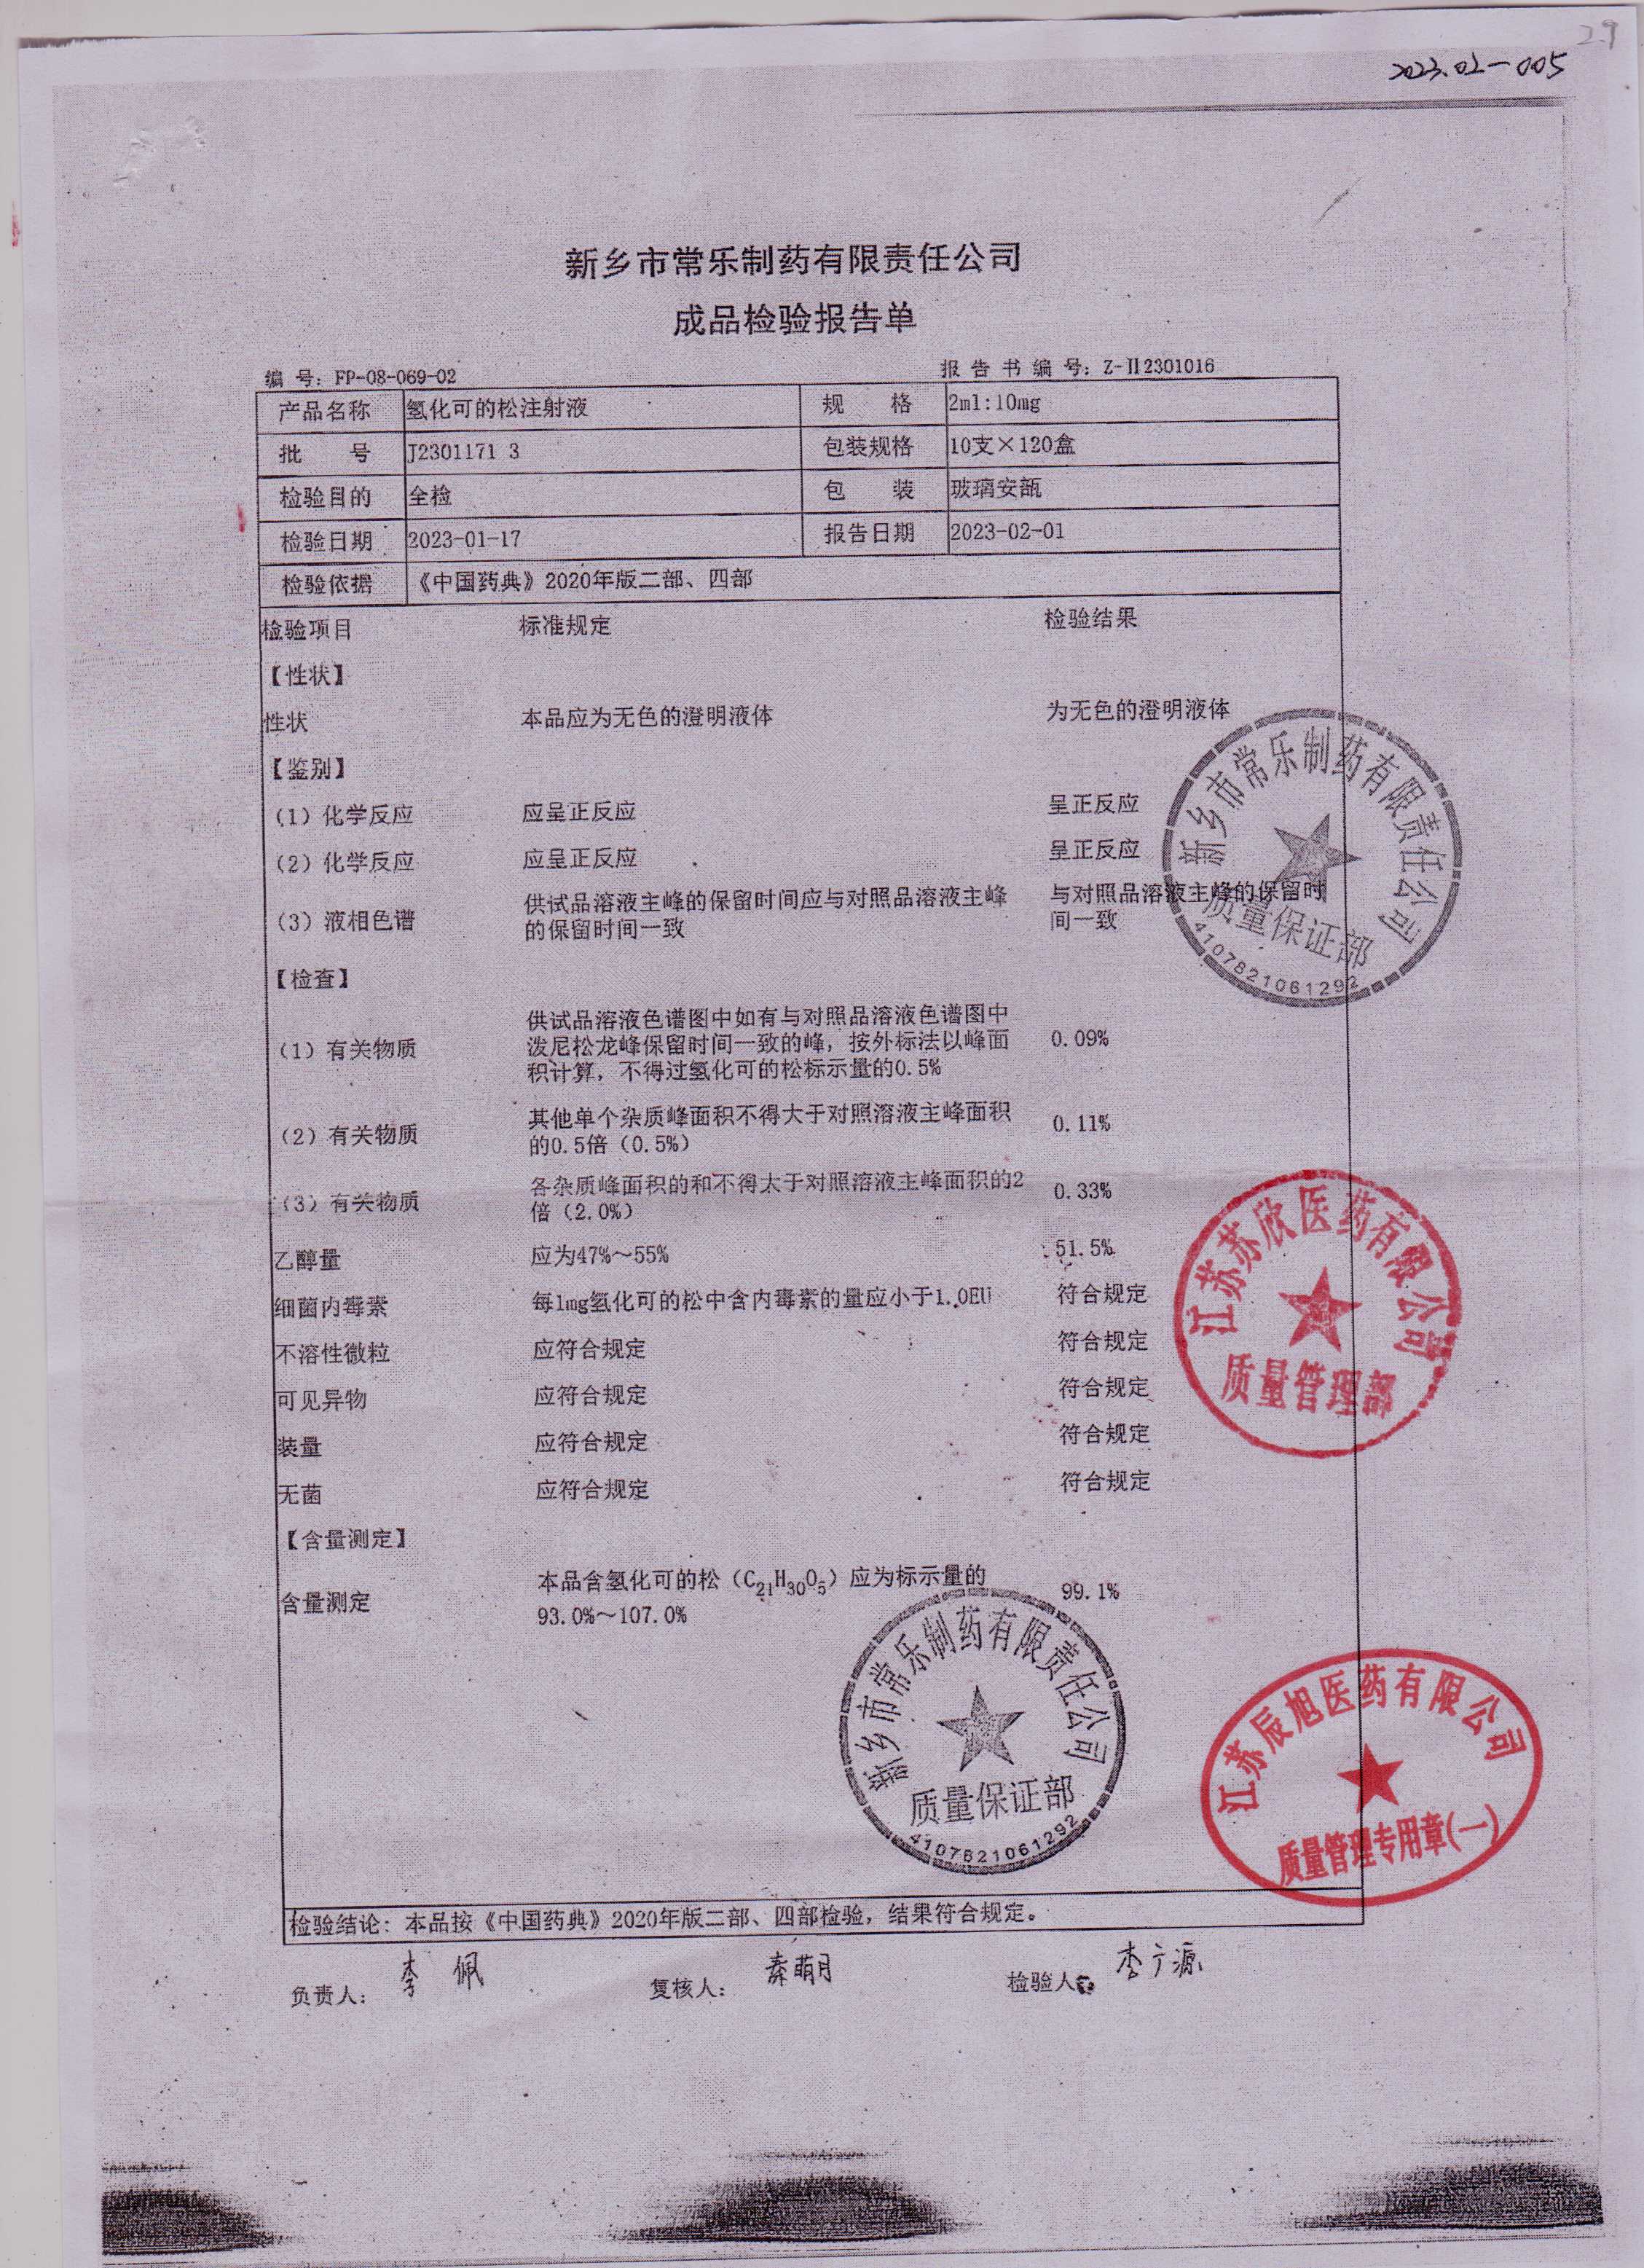 29
2023.02-005
新乡市常乐制药有限责任公司
成品检验报告单
编 号：FP-08-069-02 报 告 书 编 号：Z-Ⅱ2301016
产品名称 氢化可的松注射液 规 格 2ml:10mg
批 号 J2301171 3 包装规格 10支×120盒
检验目的 全检 包 装 玻璃安瓿
检验日期 2023-01-17 报告日期 2023-02-01
检验依据 《中国药典》2020年版二部、四部
检验项目 标准规定 检验结果
【性状】
性状 本品应为无色的澄明液体 为无色的澄明液体
【鉴别】
（1）化学反应 应呈正反应 呈正反应
（2）化学反应 应呈正反应 呈正反应
（3）液相色谱 供试品溶液主峰的保留时间应与对照品溶液主峰 与对照品溶液主峰的保留时
的保留时间一致 间一致
【检查】
（1）有关物质 供试品溶液色谱图中如有与对照品溶液色谱图中
泼尼松龙峰保留时间一致的峰，按外标法以峰面 0.09%
积计算，不得过氢化可的松标示量的0.5%
（2）有关物质 其他单个杂质峰面积不得大于对照溶液主峰面积 0.11%
的0.5倍（0.5%）
（3）有关物质 各杂质峰面积的和不得大于对照溶液主峰面积的2 0.33%
倍（2.0%）
乙醇量 应为47%～55% 51.5%
细菌内毒素 每1mg氢化可的松中含内毒素的量应小于1.0EU 符合规定
不溶性微粒 应符合规定 符合规定
可见异物 应符合规定 符合规定
装量 应符合规定 符合规定
无菌 应符合规定 符合规定
【含量测定】
含量测定 本品含氢化可的松（C21H30O5）应为标示量的 99.1%
93.0%～107.0%
新乡市常乐制药有限责任公司
质量保证部
4107821061292
江苏苏欣医药有限公司
质量管理部
新乡市常乐制药有限责任公司
质量保证部
4107821061292
江苏辰旭医药有限公司
质量管理专用章(一)
检验结论：本品按《中国药典》2020年版二部、四部检验，结果符合规定。
负责人： 李佩 复核人： 秦萌月 检验人： 李广源